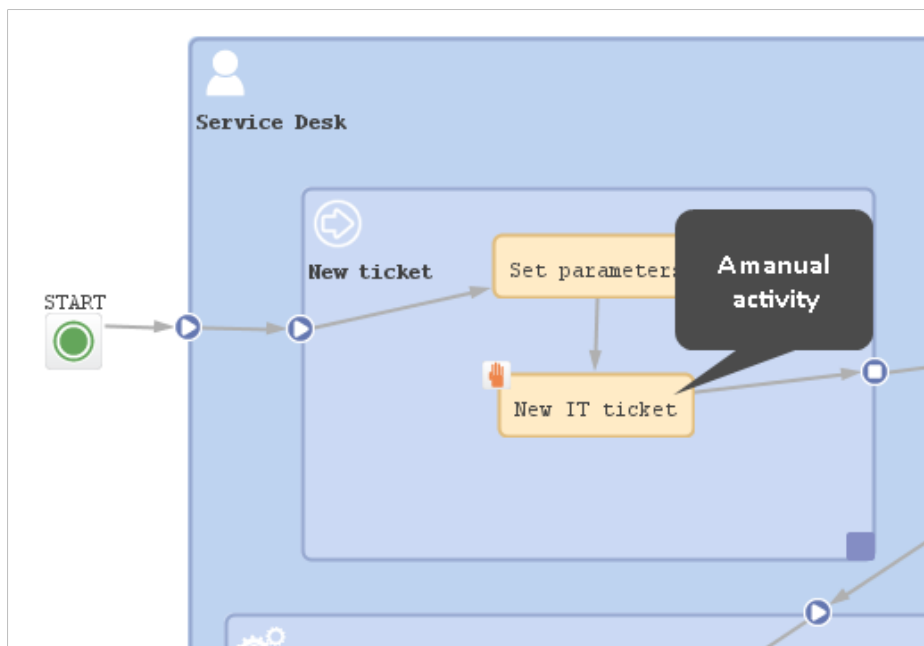 Service Desk
New ticket
Set parameters
A manual
activity
START
New IT ticket